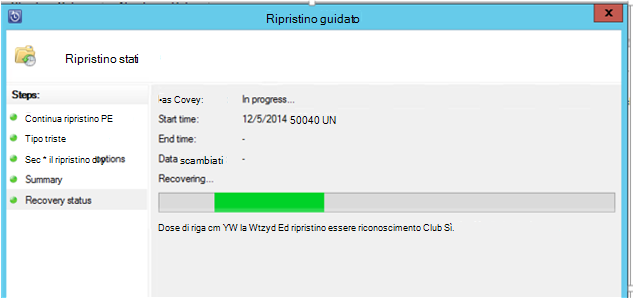 Ripristino guidato
x
Ripristino stati
Steps:
Continua ripristino PE
Tipo triste
Sec * il ripristino options
Summary
Recovery status
as Covey: In progress...
Start time: 12/5/2014 50040 UN
End time: -
Data scambiati -
Recovering...
Dose di riga cm YW la Wtzyd Ed ripristino essere riconoscimento Club Sì.